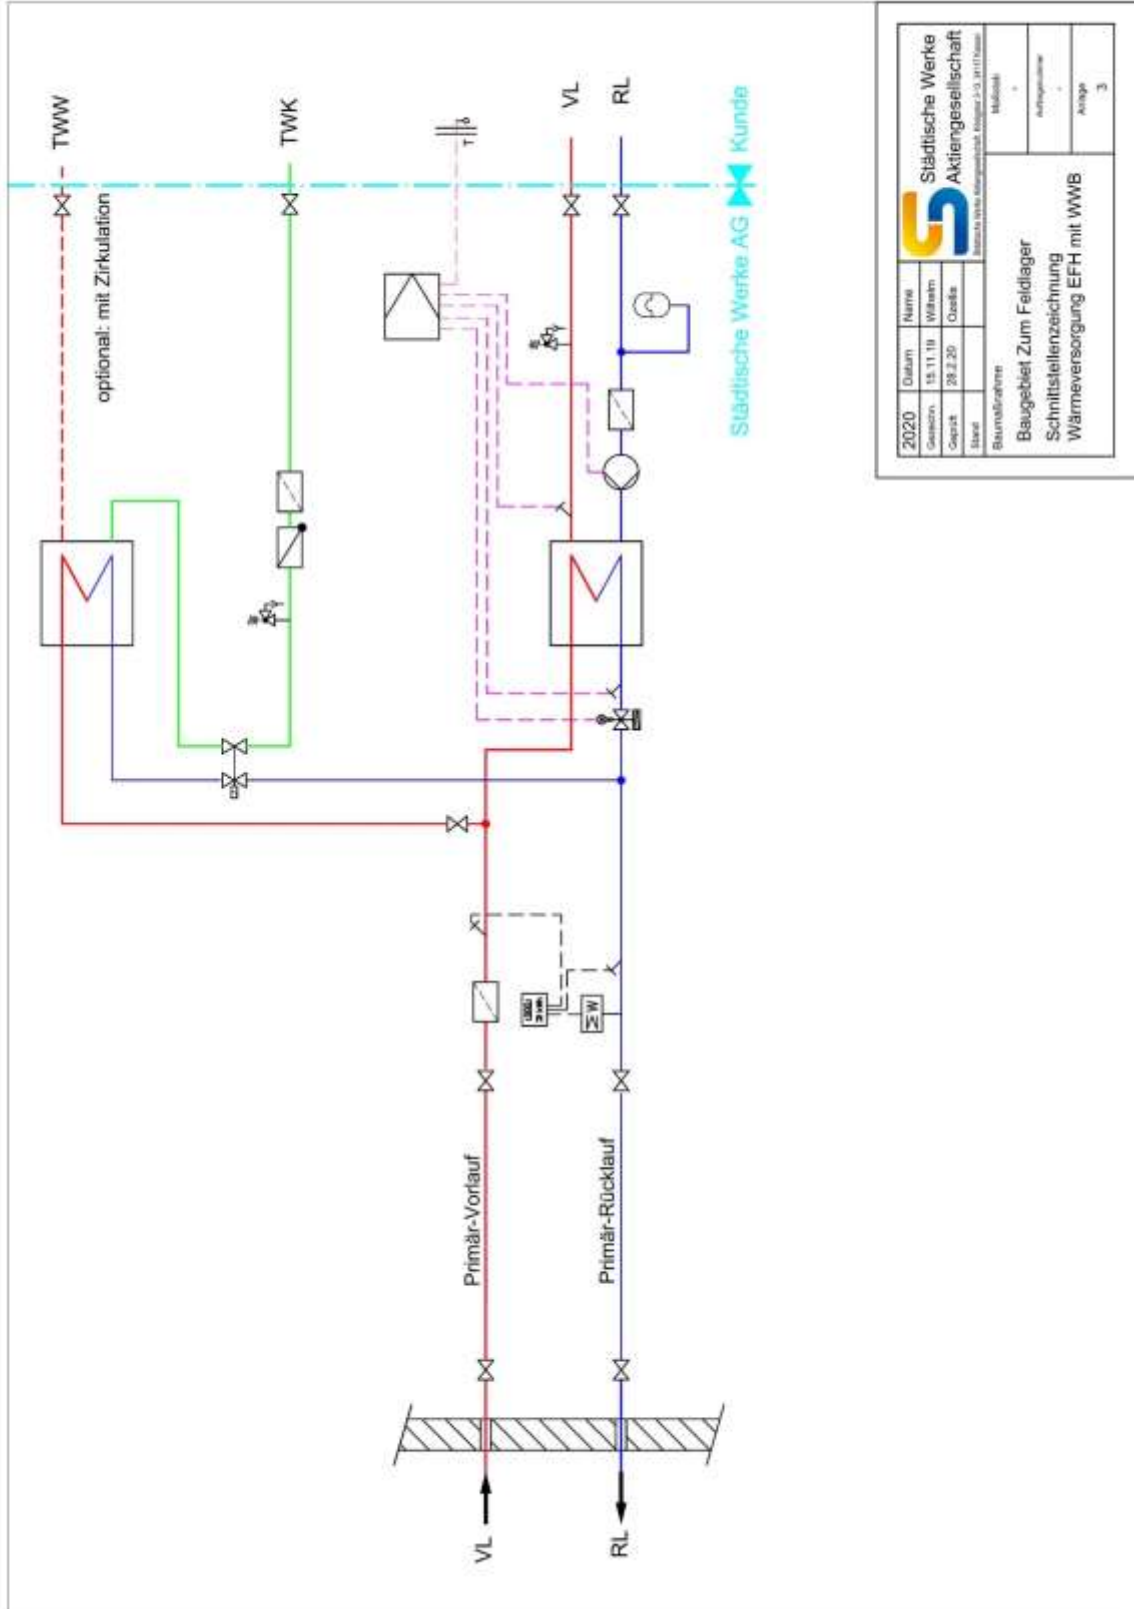 TWW
optional: mit Zirkulation
TWK
T
VL
RL
Städtische Werke AG
Kunde
Primär-Vorlauf
Primär-Rücklauf
W
VL
RL
2020
Datum
Name
Gezeichn.
15.11.19
Wilhelm
Geprüft
28.2.20
Stand
Städtische Werke
Aktiengesellschaft
Baumaßnahme
Baugebiet Zum Feldlager
Schnittstellenzeichnung
Wärmeversorgung EFH mit WWB
Maßstab
-
Auftragsnummer
-
Anlage
3